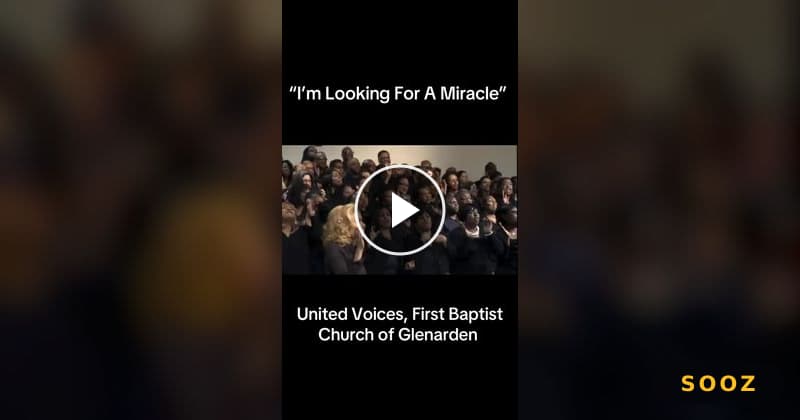 “I’m Looking For A Miracle”
United Voices, First Baptist
Church of Glenarden
SOOZ